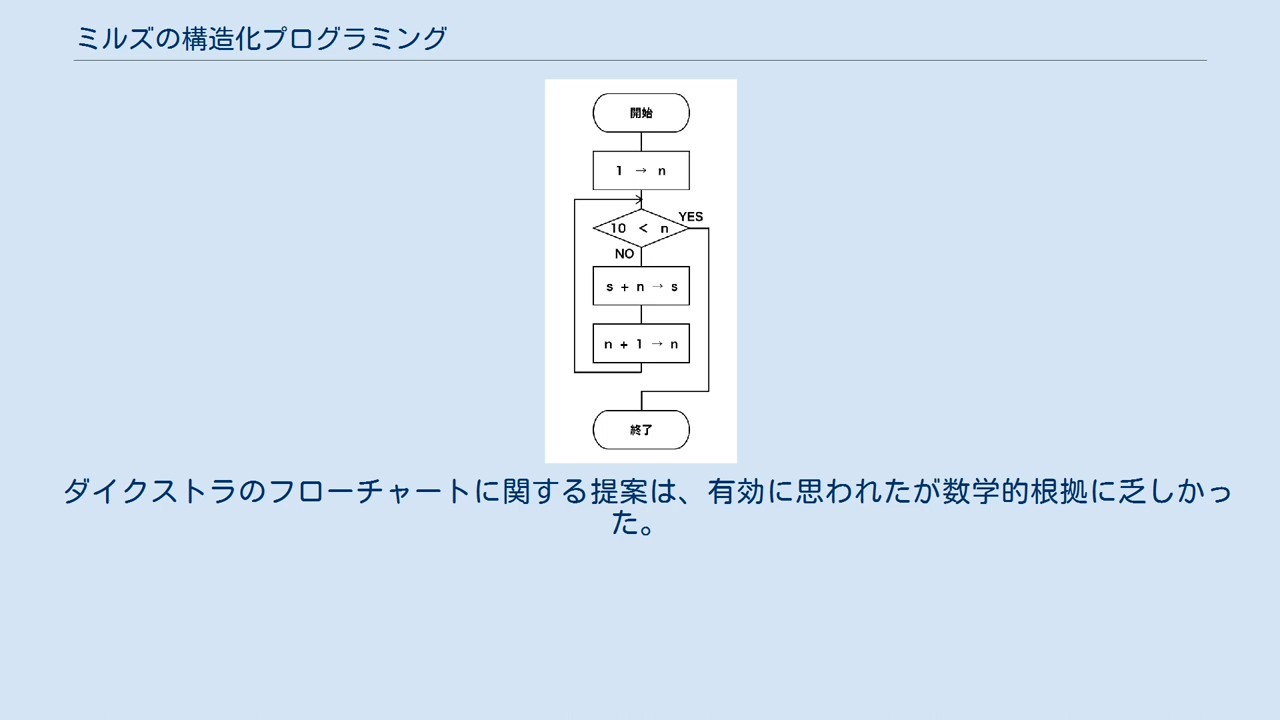 ミルズの構造化プログラミング
開始
1 → n
10 < n
YES
NO
s + n → s
n + 1 → n
終了
ダイクストラのフローチャートに関する提案は、有効に思われたが数学的根拠に乏しかっ
た。